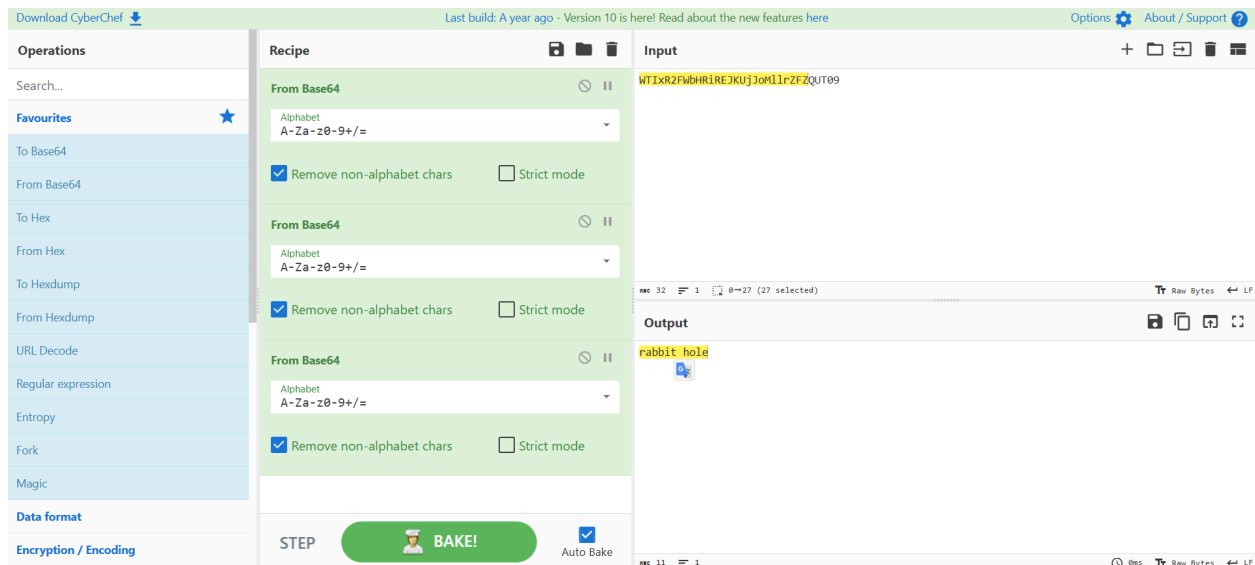 Download CyberChef
Last build: A year ago - Version 10 is here! Read about the new features here
Options
About / Support
Operations
Search...
Favourites
To Base64
From Base64
To Hex
From Hex
To Hexdump
From Hexdump
URL Decode
Regular expression
Entropy
Fork
Magic
Data format
Encryption / Encoding
Recipe
From Base64
Alphabet
A-Za-z0-9+/=
Remove non-alphabet chars
Strict mode
From Base64
Alphabet
A-Za-z0-9+/=
Remove non-alphabet chars
Strict mode
From Base64
Alphabet
A-Za-z0-9+/=
Remove non-alphabet chars
Strict mode
STEP
BAKE!
Auto Bake
Input
WTIxR2FWbHRiREJKUjJoMllrZFZQUT09
ABC 32 1 0→27 (27 selected)
Tт Raw Bytes LF
Output
rabbit hole
ABC 11 1
0ms Tт Raw Bytes LF